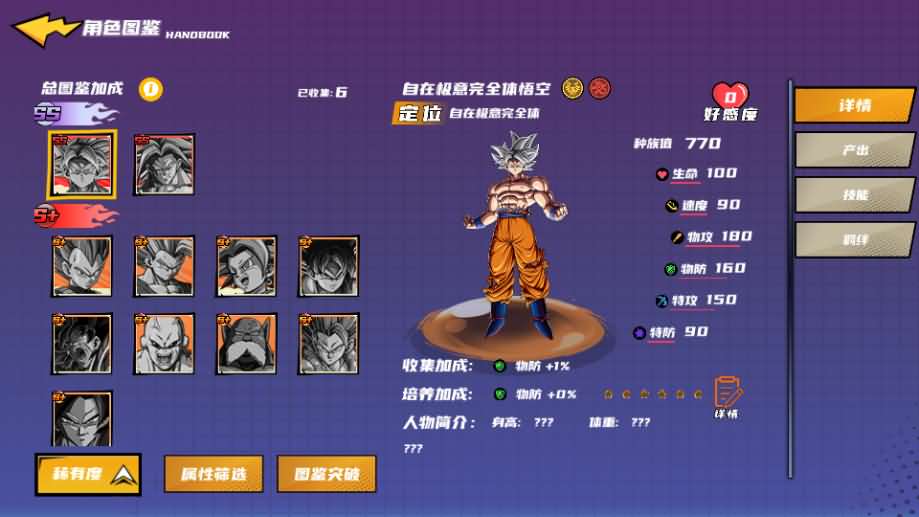 角色图鉴 HANDBOOK
总图鉴加成
已收集:6
SS
SS
SS
S+
S+
S+
S+
S+
S+
S+
S+
S+
S+
稀有度
属性筛选
图鉴突破
自在极意完全体悟空
定位 自在极意完全体
0
好感度
种族值 770
生命 100
速度 90
物攻 180
物防 160
特攻 150
特防 90
收集加成: 物防 +1%
培养加成: 物防 +0%
详情
人物简介: 身高: ??? 体重: ???
???
详情
产出
技能
羁绊